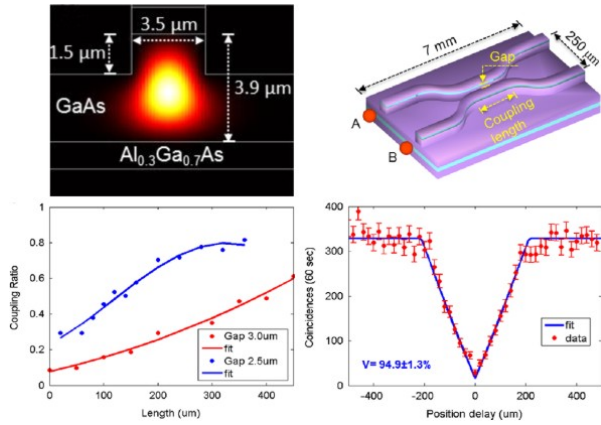 3.5 µm
1.5 µm
3.9 µm
GaAs
Al0.3Ga0.7As
7 mm
250 µm
Gap
Coupling
length
A
B
Coupling Ratio
1
0.8
0.6
0.4
0.2
0
0 100 200 300 400
Length (um)
Gap 3.0um
fit
Gap 2.5um
fit
Coincidences (60 sec)
400
300
200
100
0
-400 -200 0 200 400
Position delay (um)
V= 94.9±1.3%
fit
data